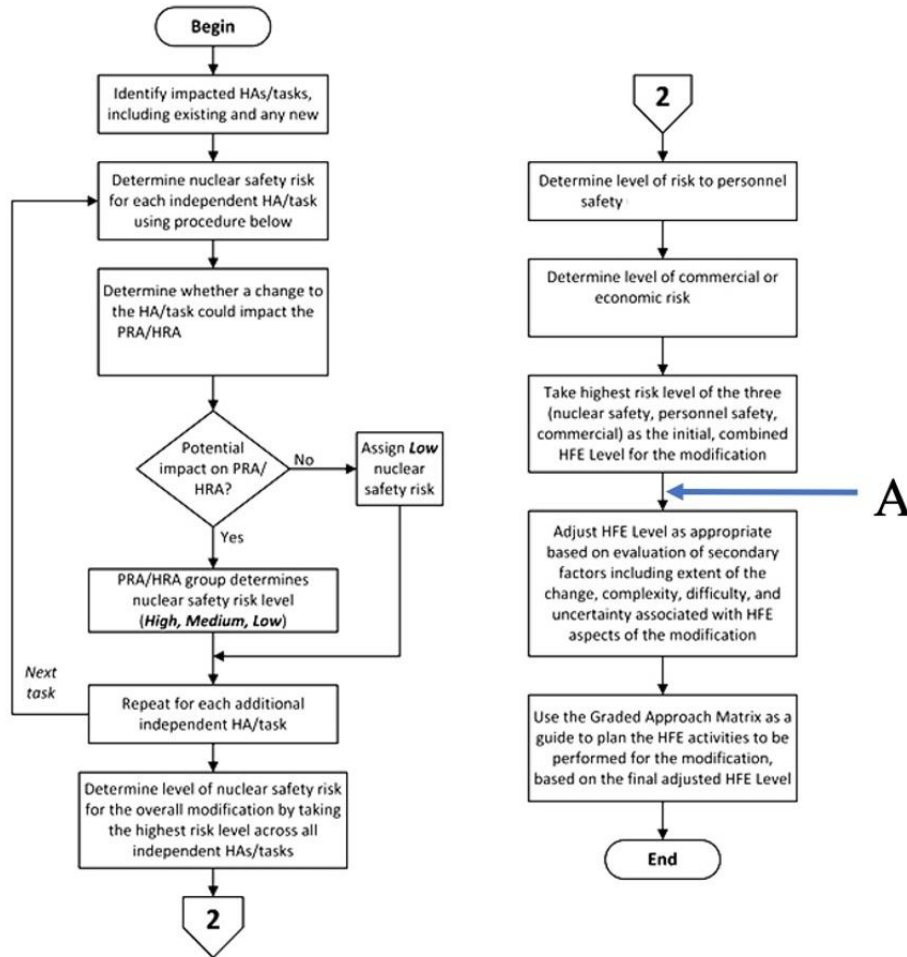 Begin
Identify impacted HAs/tasks,
including existing and any new
Determine nuclear safety risk
for each independent HA/task
using procedure below
Determine whether a change to
the HA/task could impact the
PRA/HRA
Potential
impact on PRA/
HRA?
No
Assign Low
nuclear
safety risk
Yes
PRA/HRA group determines
nuclear safety risk level
(High, Medium, Low)
Next
task
Repeat for each additional
independent HA/task
Determine level of nuclear safety risk
for the overall modification by taking
the highest risk level across all
independent HAs/tasks
2
2
Determine level of risk to personnel
safety
Determine level of commercial or
economic risk
Take highest risk level of the three
(nuclear safety, personnel safety,
commercial) as the initial, combined
HFE Level for the modification
A
Adjust HFE Level as appropriate
based on evaluation of secondary
factors including extent of the
change, complexity, difficulty, and
uncertainty associated with HFE
aspects of the modification
Use the Graded Approach Matrix as a
guide to plan the HFE activities to be
performed for the modification,
based on the final adjusted HFE Level
End